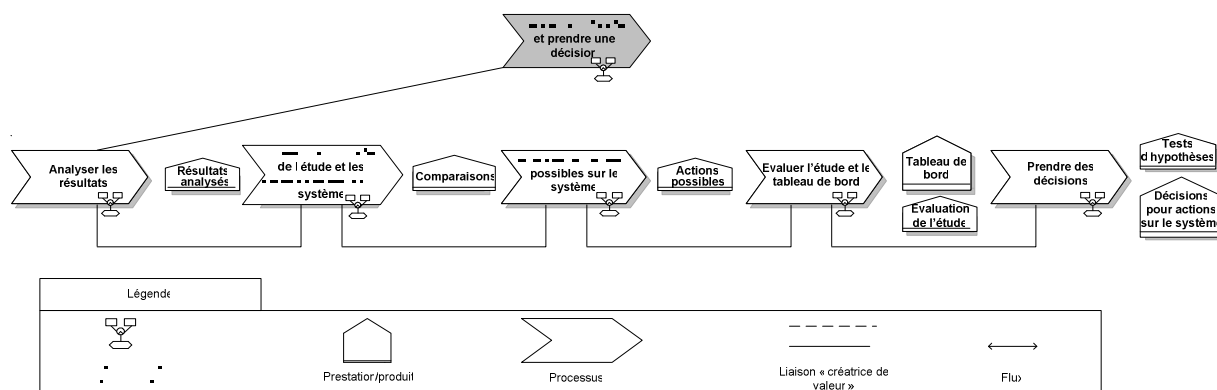 et prendre une
décision
Analyser les
résultats
Résultats
analysés
de l'étude et les
système
Comparaisons
possibles sur le
système
Actions
possibles
Evaluer l'étude et le
tableau de bord
Tableau de
bord
Evaluation
de l'étude
Prendre des
décisions
Tests
d'hypothèses
Décisions
pour actions
sur le système
Légende
Prestation/produit
Processus
Liaison « créatrice de
valeur »
Flux